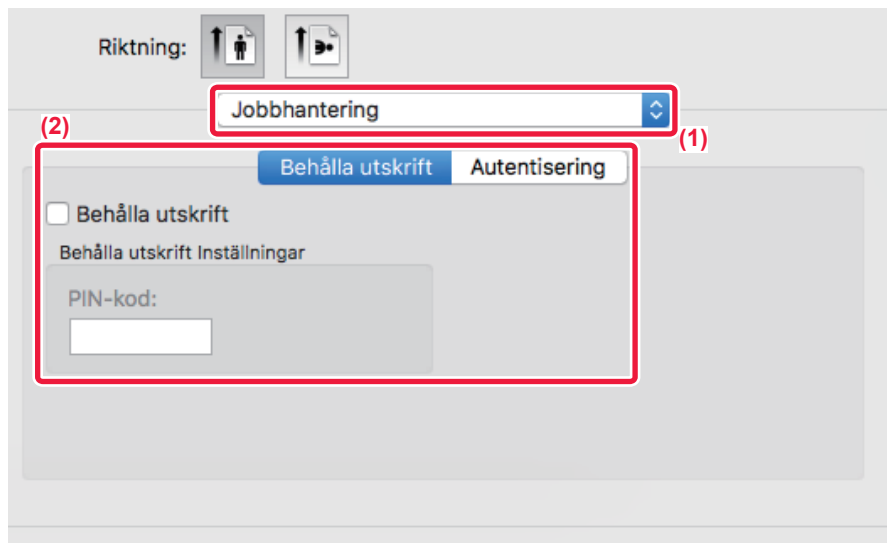 Riktning:
Jobbhantering
(1)
(2)
Behålla utskrift Autentisering
Behålla utskrift
Behålla utskrift Inställningar
PIN-kod: